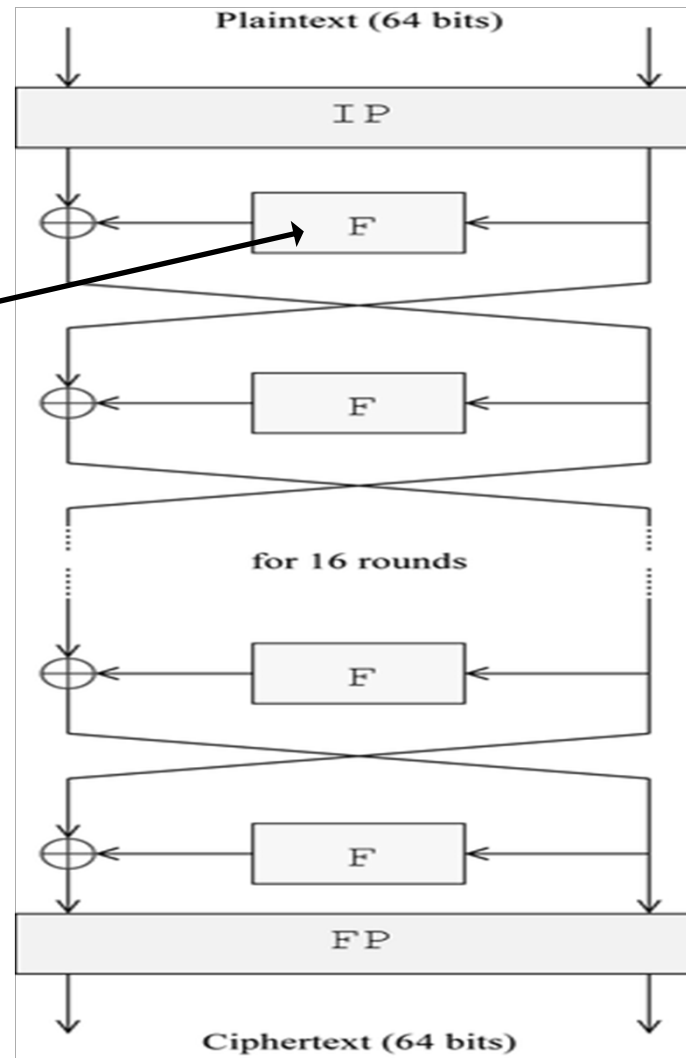 Plaintext (64 bits)
IP
F
F
for 16 rounds
F
F
FP
Ciphertext (64 bits)